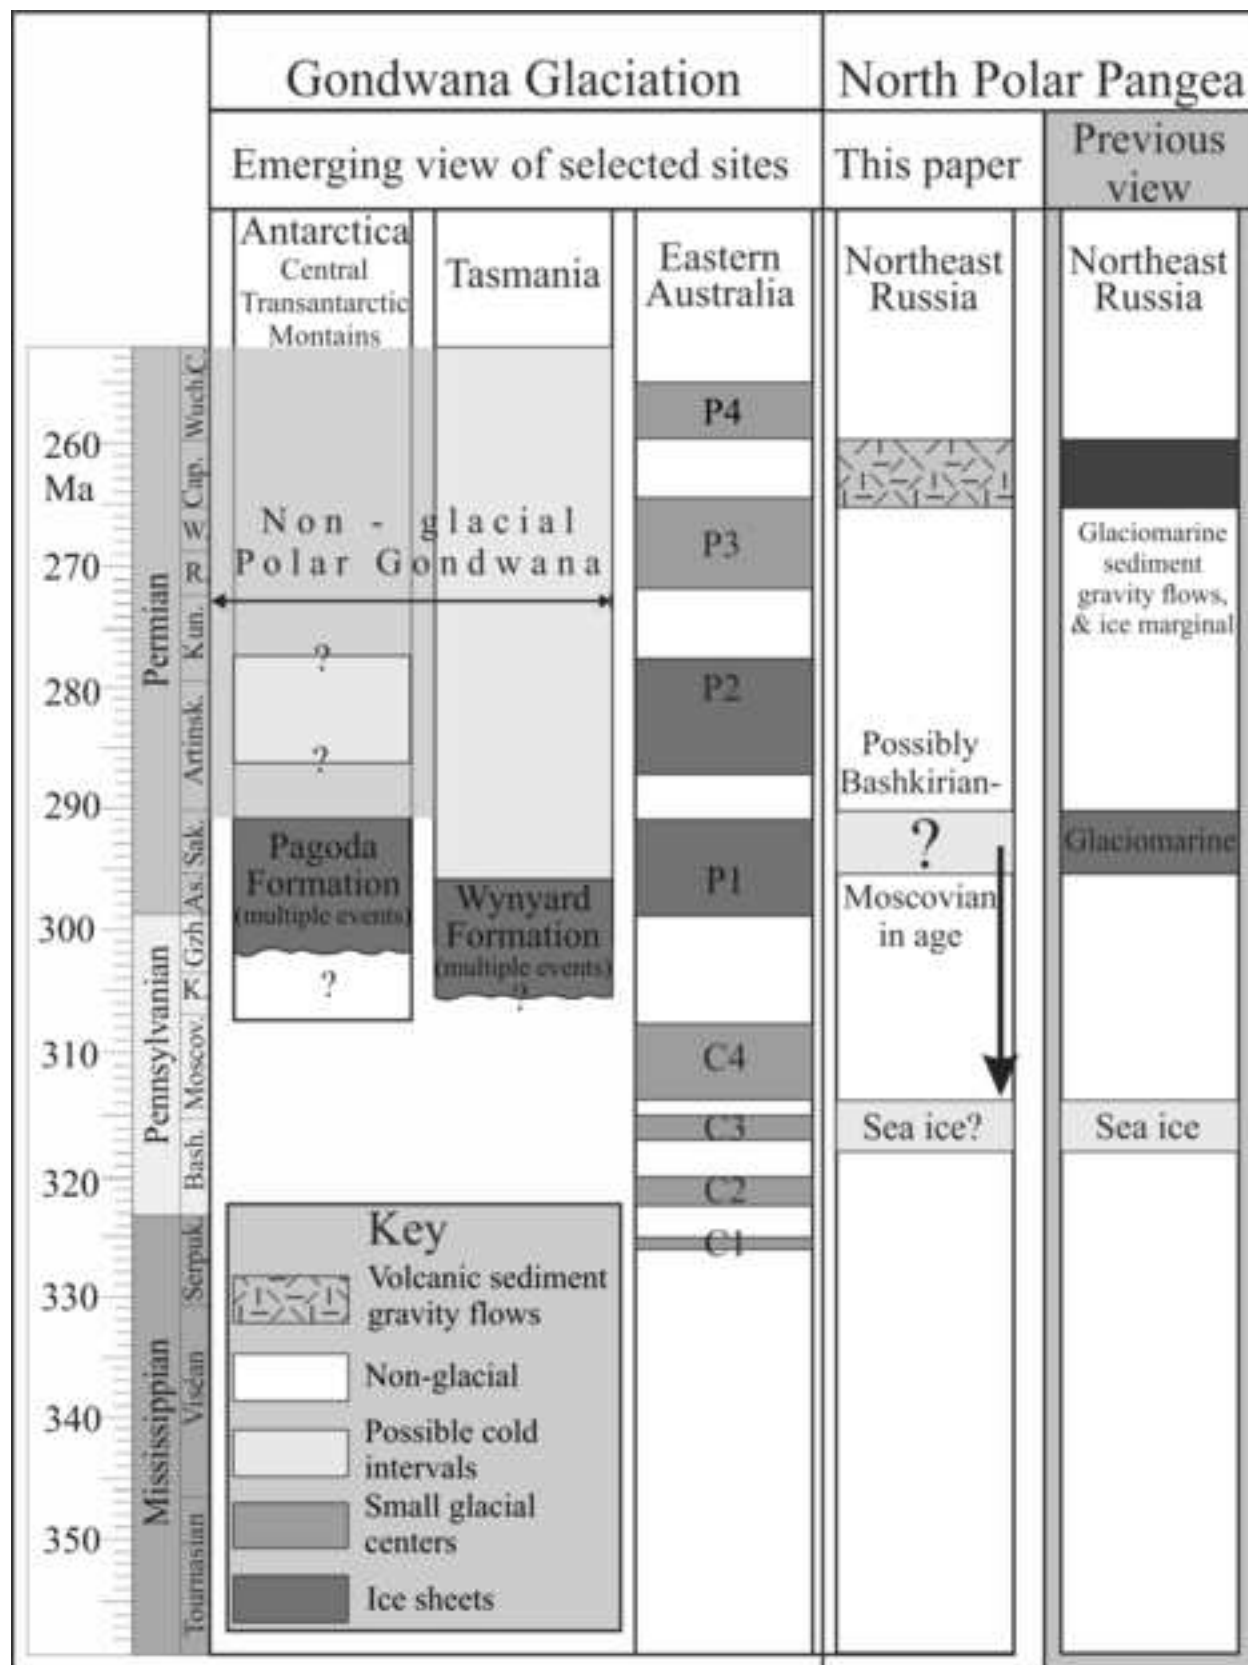 Gondwana Glaciation
North Polar Pangea
Emerging view of selected sites
This paper
Previous
view
Antarctica
Central
Transantarctic
Montains
Tasmania
Eastern
Australia
Northeast
Russia
Northeast
Russia
260
Ma
270
280
290
300
310
320
330
340
350
Permian
Pennsylvanian
Mississippian
C.
Wuch.
Cap.
W.
R.
Kun.
Artinsk.
Sak.
As.
Gzh.
K
Moscov.
Bash.
Serpuk.
Viséan
Tournasian
Non - glacial
Polar Gondwana
?
?
Pagoda
Formation
(multiple events)
?
Wynyard
Formation
(multiple events)
?
P4
P3
P2
P1
C4
C3
C2
C1
Possibly
Bashkirian-
?
Moscovian
in age
Sea ice?
Glaciomarine
sediment
gravity flows,
& ice marginal
Glaciomarine
Sea ice
Key
Volcanic sediment
gravity flows
Non-glacial
Possible cold
intervals
Small glacial
centers
Ice sheets